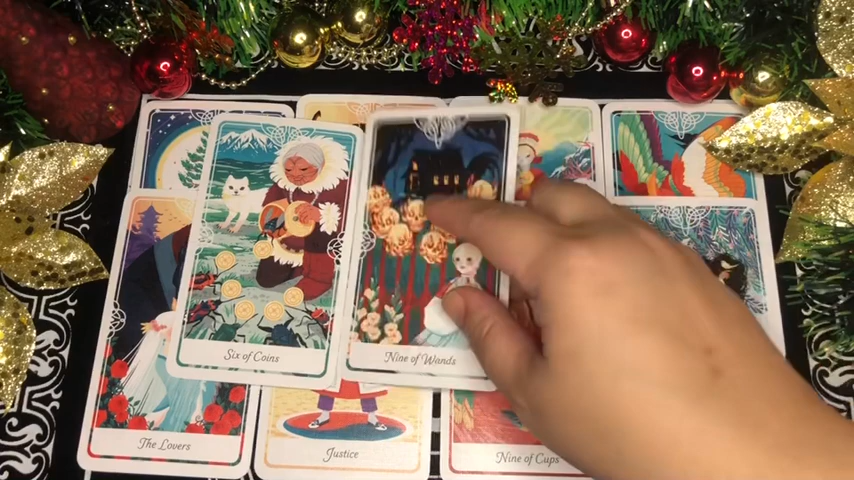 Six of Coins
Nine of Wands
The Lovers
Justice
Nine of Cups